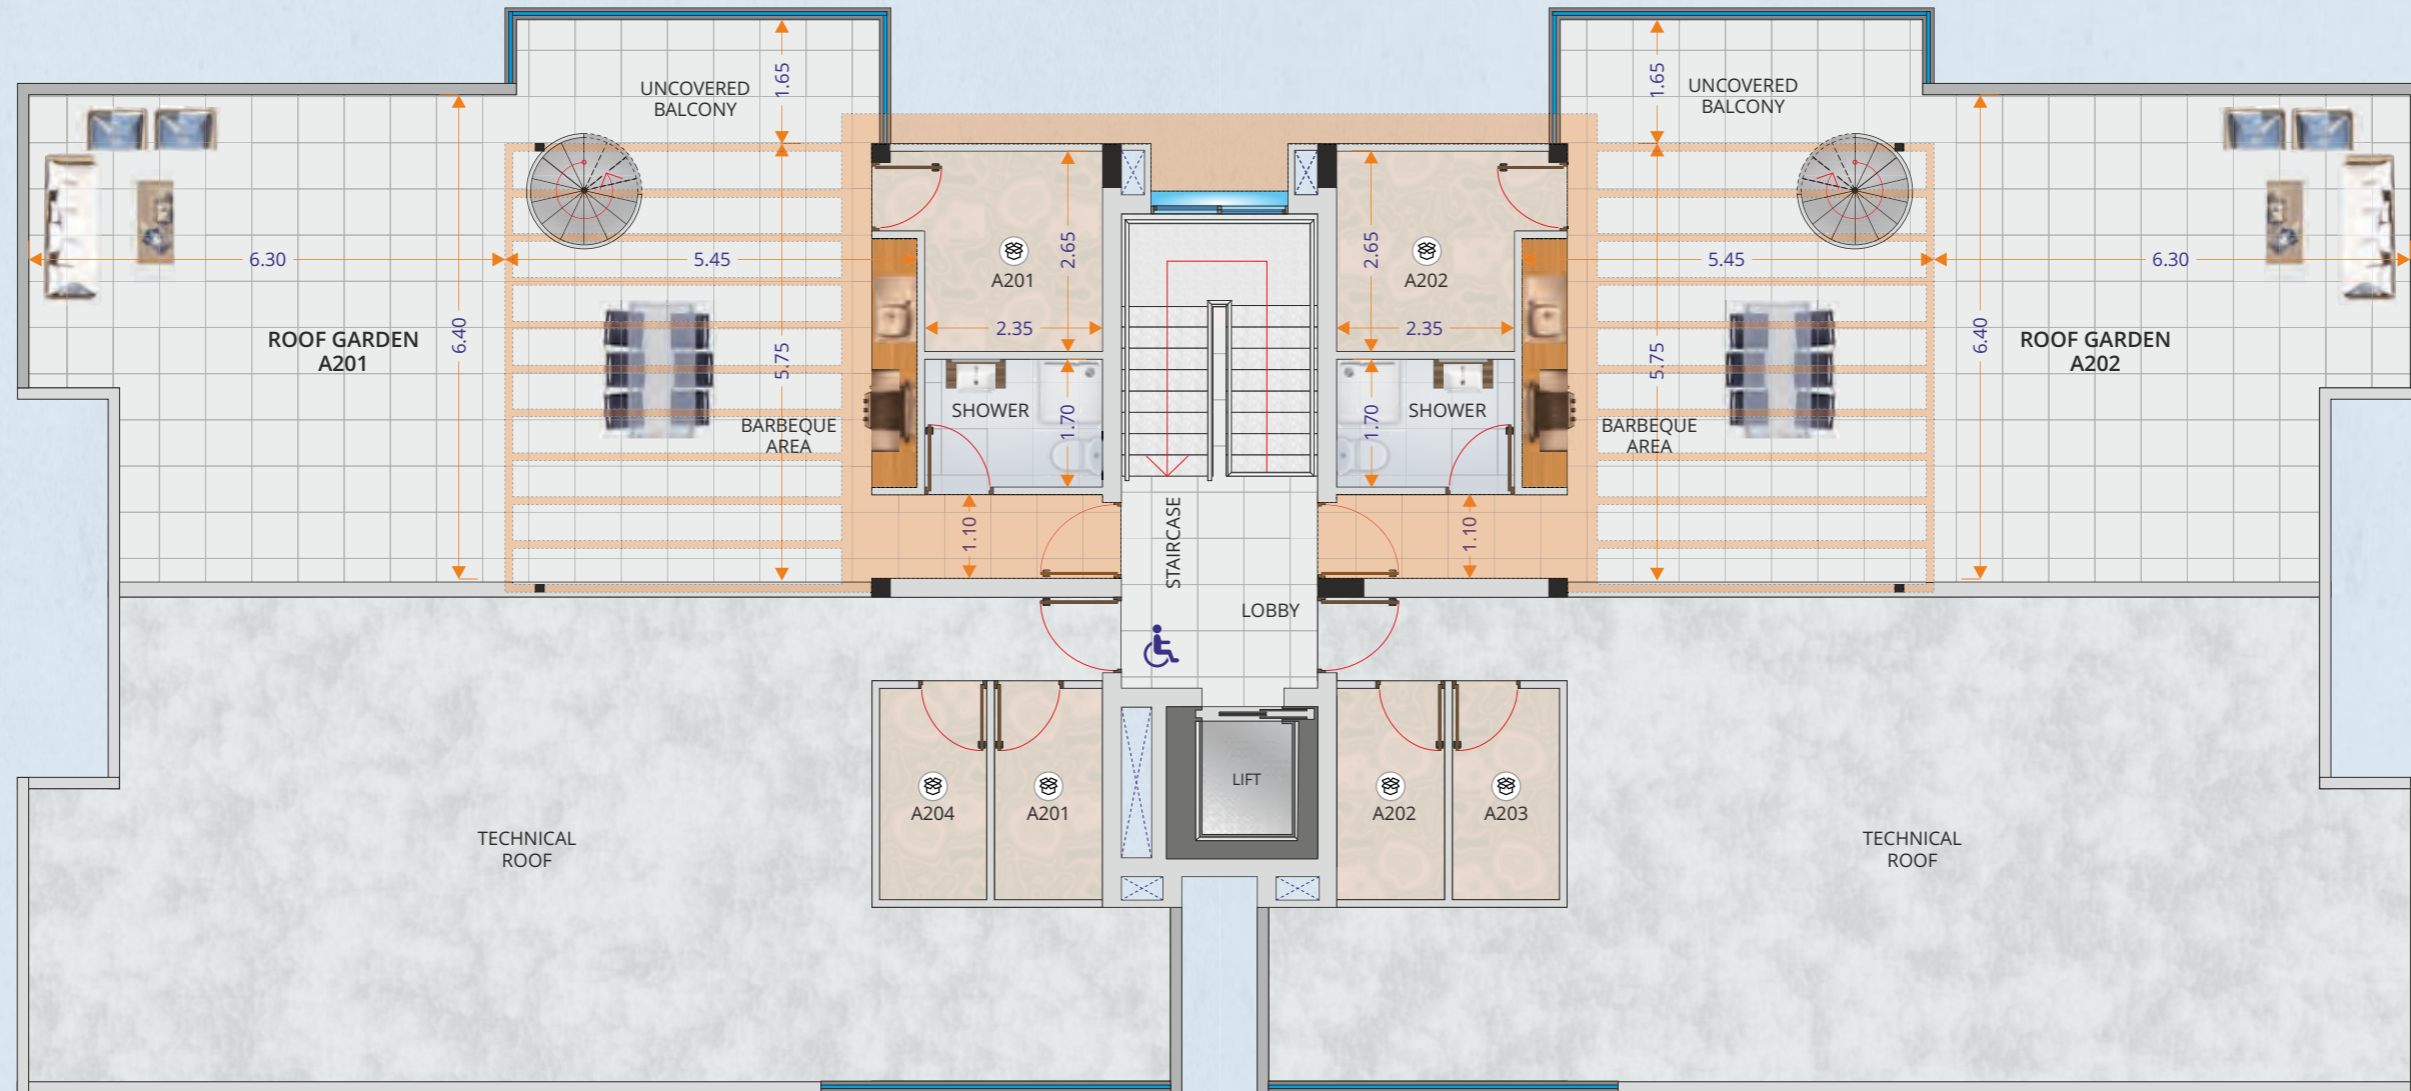 UNCOVERED
BALCONY
1.65
1.65
UNCOVERED
BALCONY
6.30
5.45
A201
2.65
2.65
A202
5.45
6.30
ROOF GARDEN
A201
6.40
5.75
2.35
2.35
5.75
6.40
ROOF GARDEN
A202
BARBEQUE
AREA
SHOWER
1.70
1.70
SHOWER
BARBEQUE
AREA
1.10
STAIRCASE
1.10
LOBBY
TECHNICAL
ROOF
A204
A201
LIFT
A202
A203
TECHNICAL
ROOF